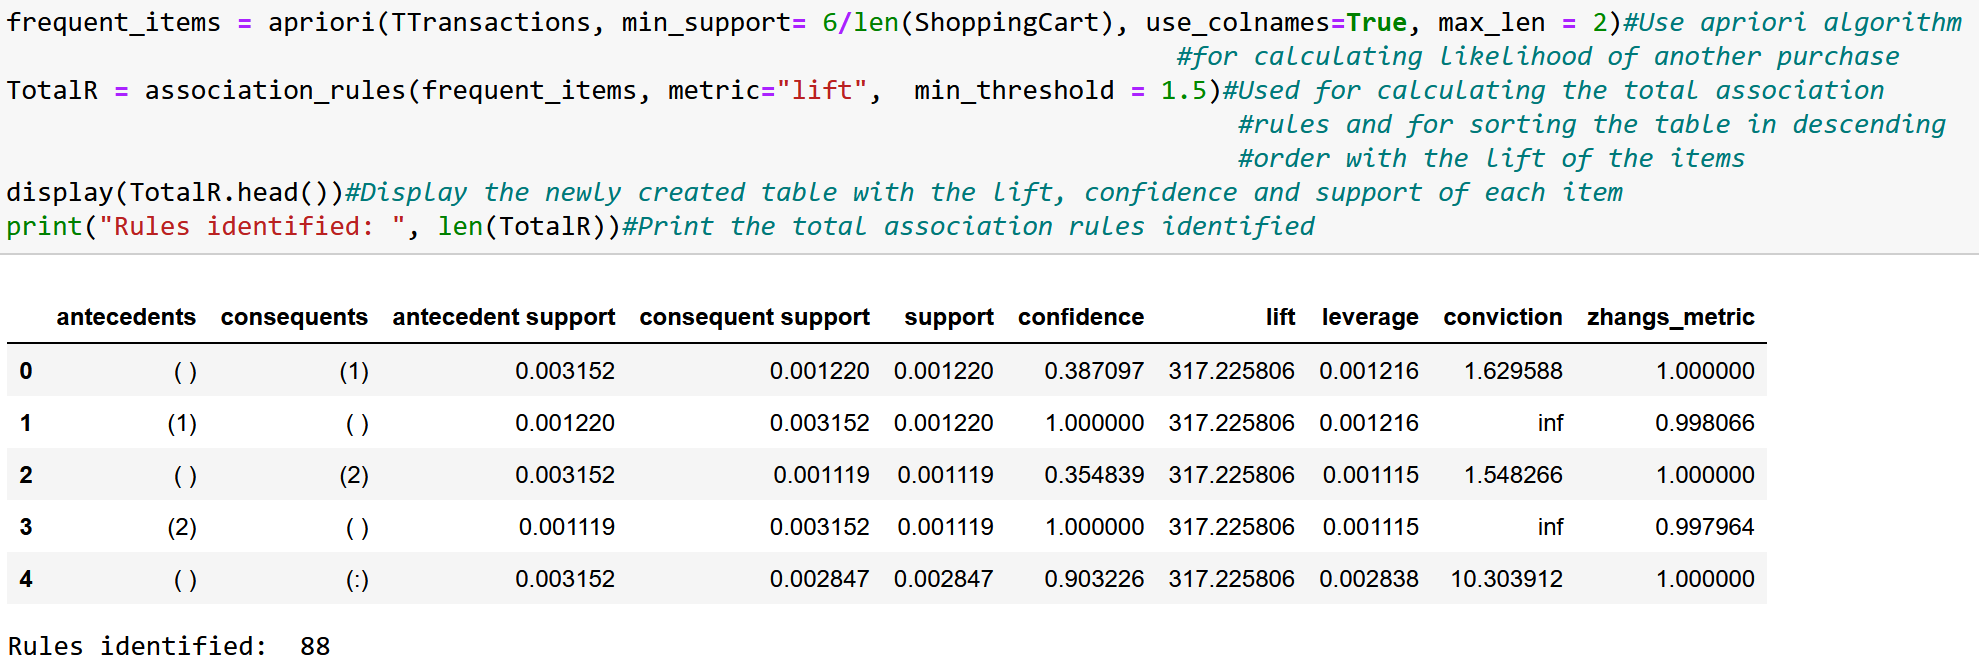 frequent_items = apriori(TTransactions, min_support= 6/len(ShoppingCart), use_colnames=True, max_len = 2)#Use apriori algorithm
#for calculating likelihood of another purchase
TotalR = association_rules(frequent_items, metric="lift",  min_threshold = 1.5)#Used for calculating the total association
#rules and for sorting the table in descending
#order with the lift of the items
display(TotalR.head())#Display the newly created table with the lift, confidence and support of each item
print("Rules identified: ", len(TotalR))#Print the total association rules identified
antecedents consequents antecedent support consequent support support confidence lift leverage conviction zhangs_metric
0 ( ) (1) 0.003152 0.001220 0.001220 0.387097 317.225806 0.001216 1.629588 1.000000
1 (1) ( ) 0.001220 0.003152 0.001220 1.000000 317.225806 0.001216 inf 0.998066
2 ( ) (2) 0.003152 0.001119 0.001119 0.354839 317.225806 0.001115 1.548266 1.000000
3 (2) ( ) 0.001119 0.003152 0.001119 1.000000 317.225806 0.001115 inf 0.997964
4 ( ) (:) 0.003152 0.002847 0.002847 0.903226 317.225806 0.002838 10.303912 1.000000
Rules identified:  88